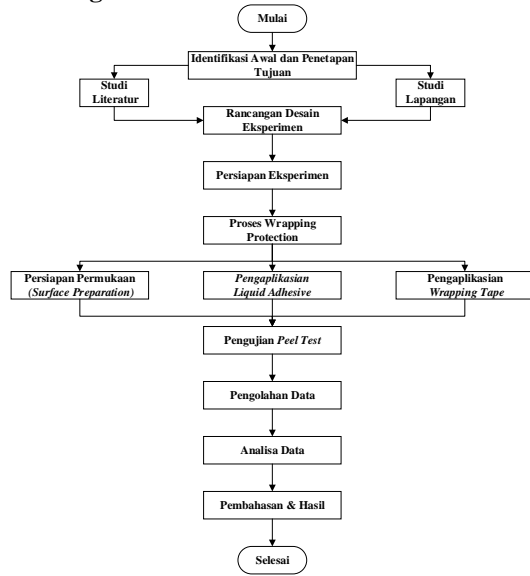 Mulai
Identifikasi Awal dan Penetapan
Tujuan
Studi
Literatur
Studi
Lapangan
Rancangan Desain
Eksperimen
Persiapan Eksperimen
Proses Wrapping
Protection
Persiapan Permukaan
(Surface Preparation)
Pengaplikasian
Liquid Adhesive
Pengaplikasian
Wrapping Tape
Pengujian Peel Test
Pengolahan Data
Analisa Data
Pembahasan & Hasil
Selesai